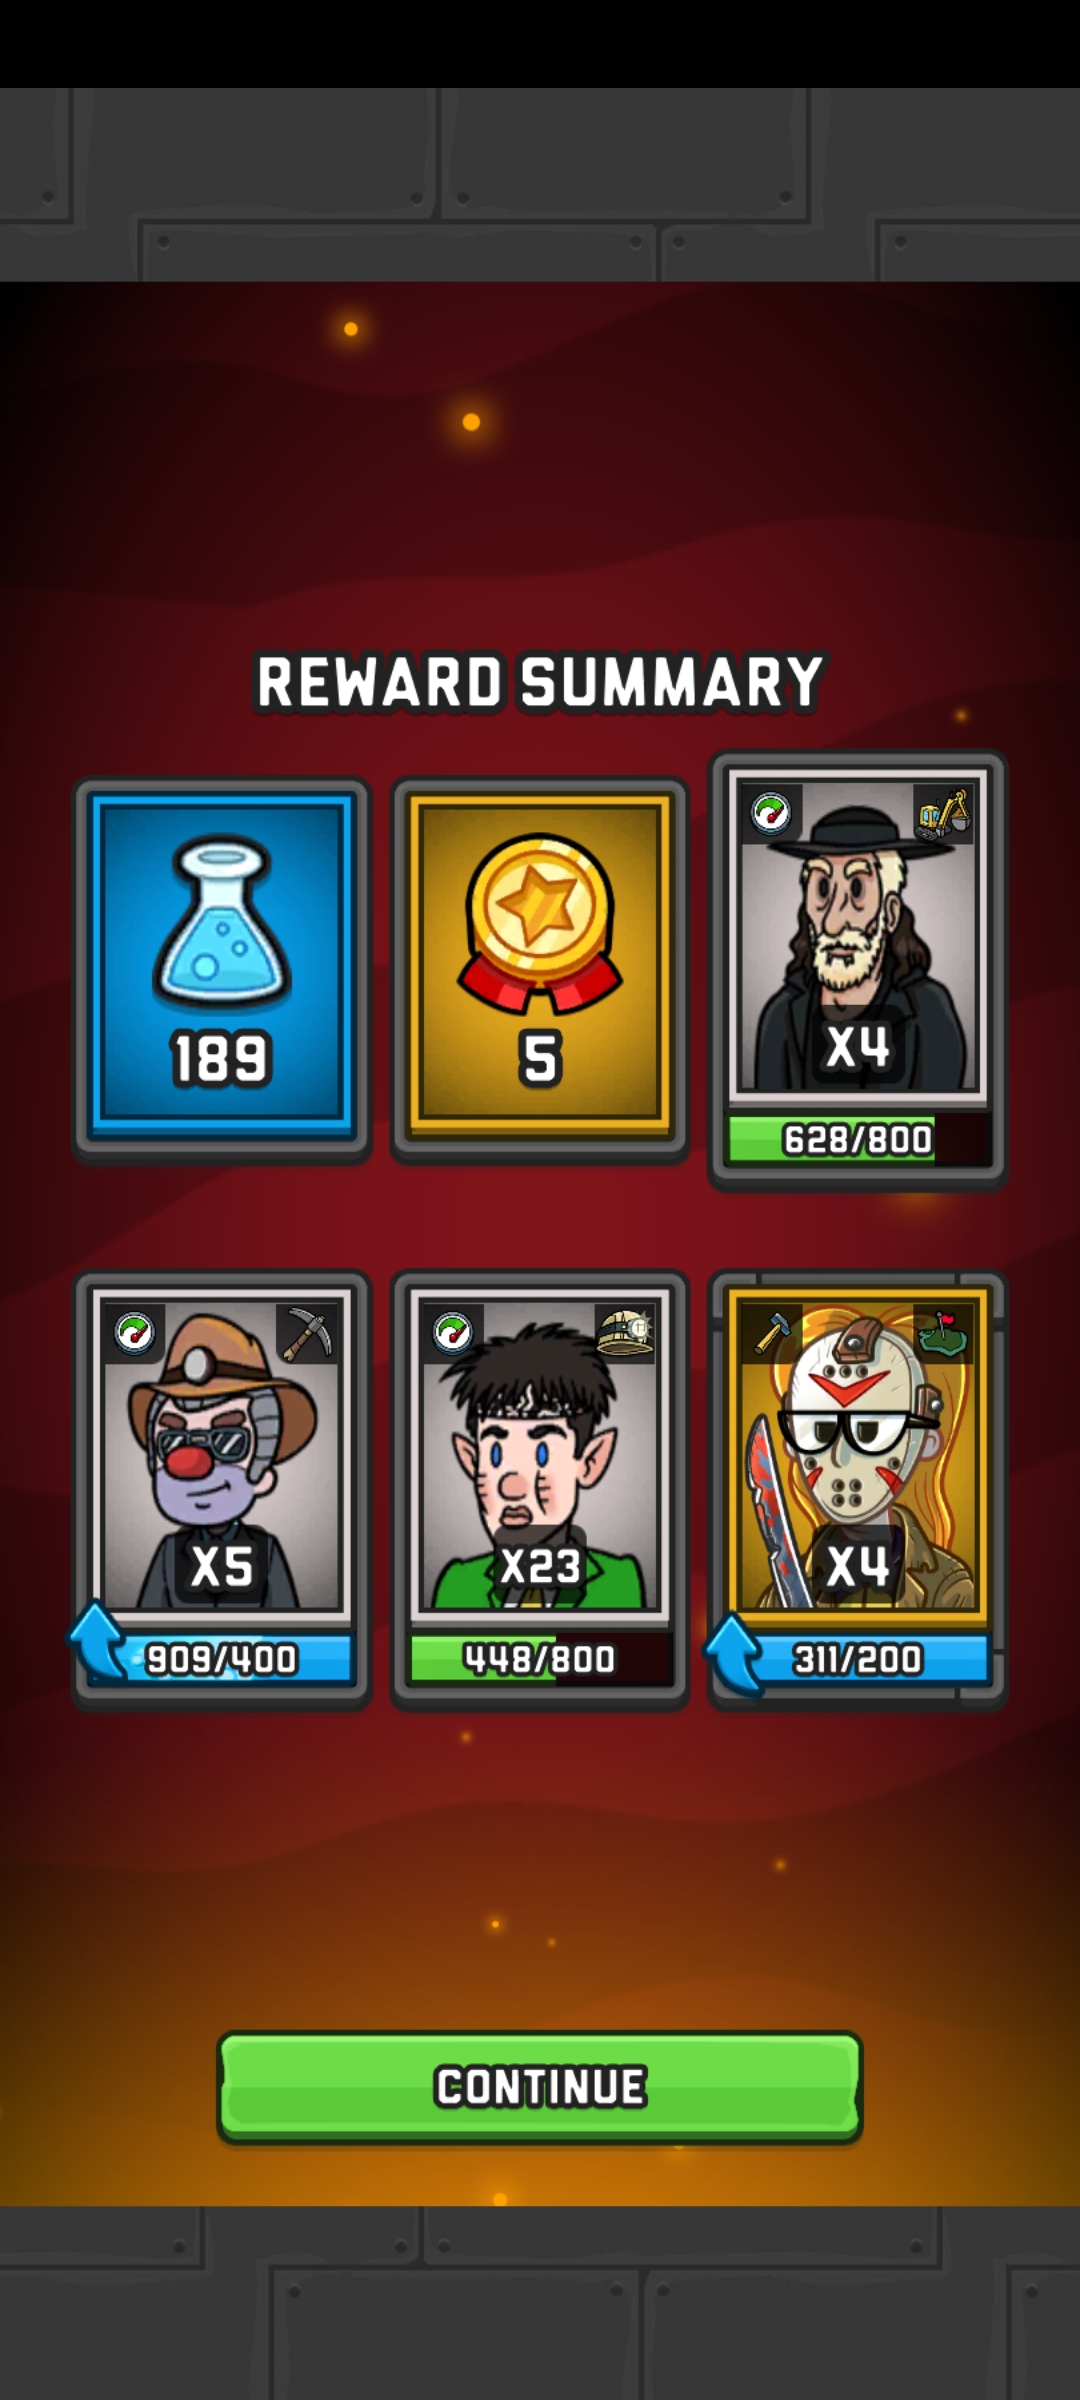 REWARD SUMMARY
189
5
X4
628/800
X5
909/400
X23
448/800
X4
311/200
CONTINUE